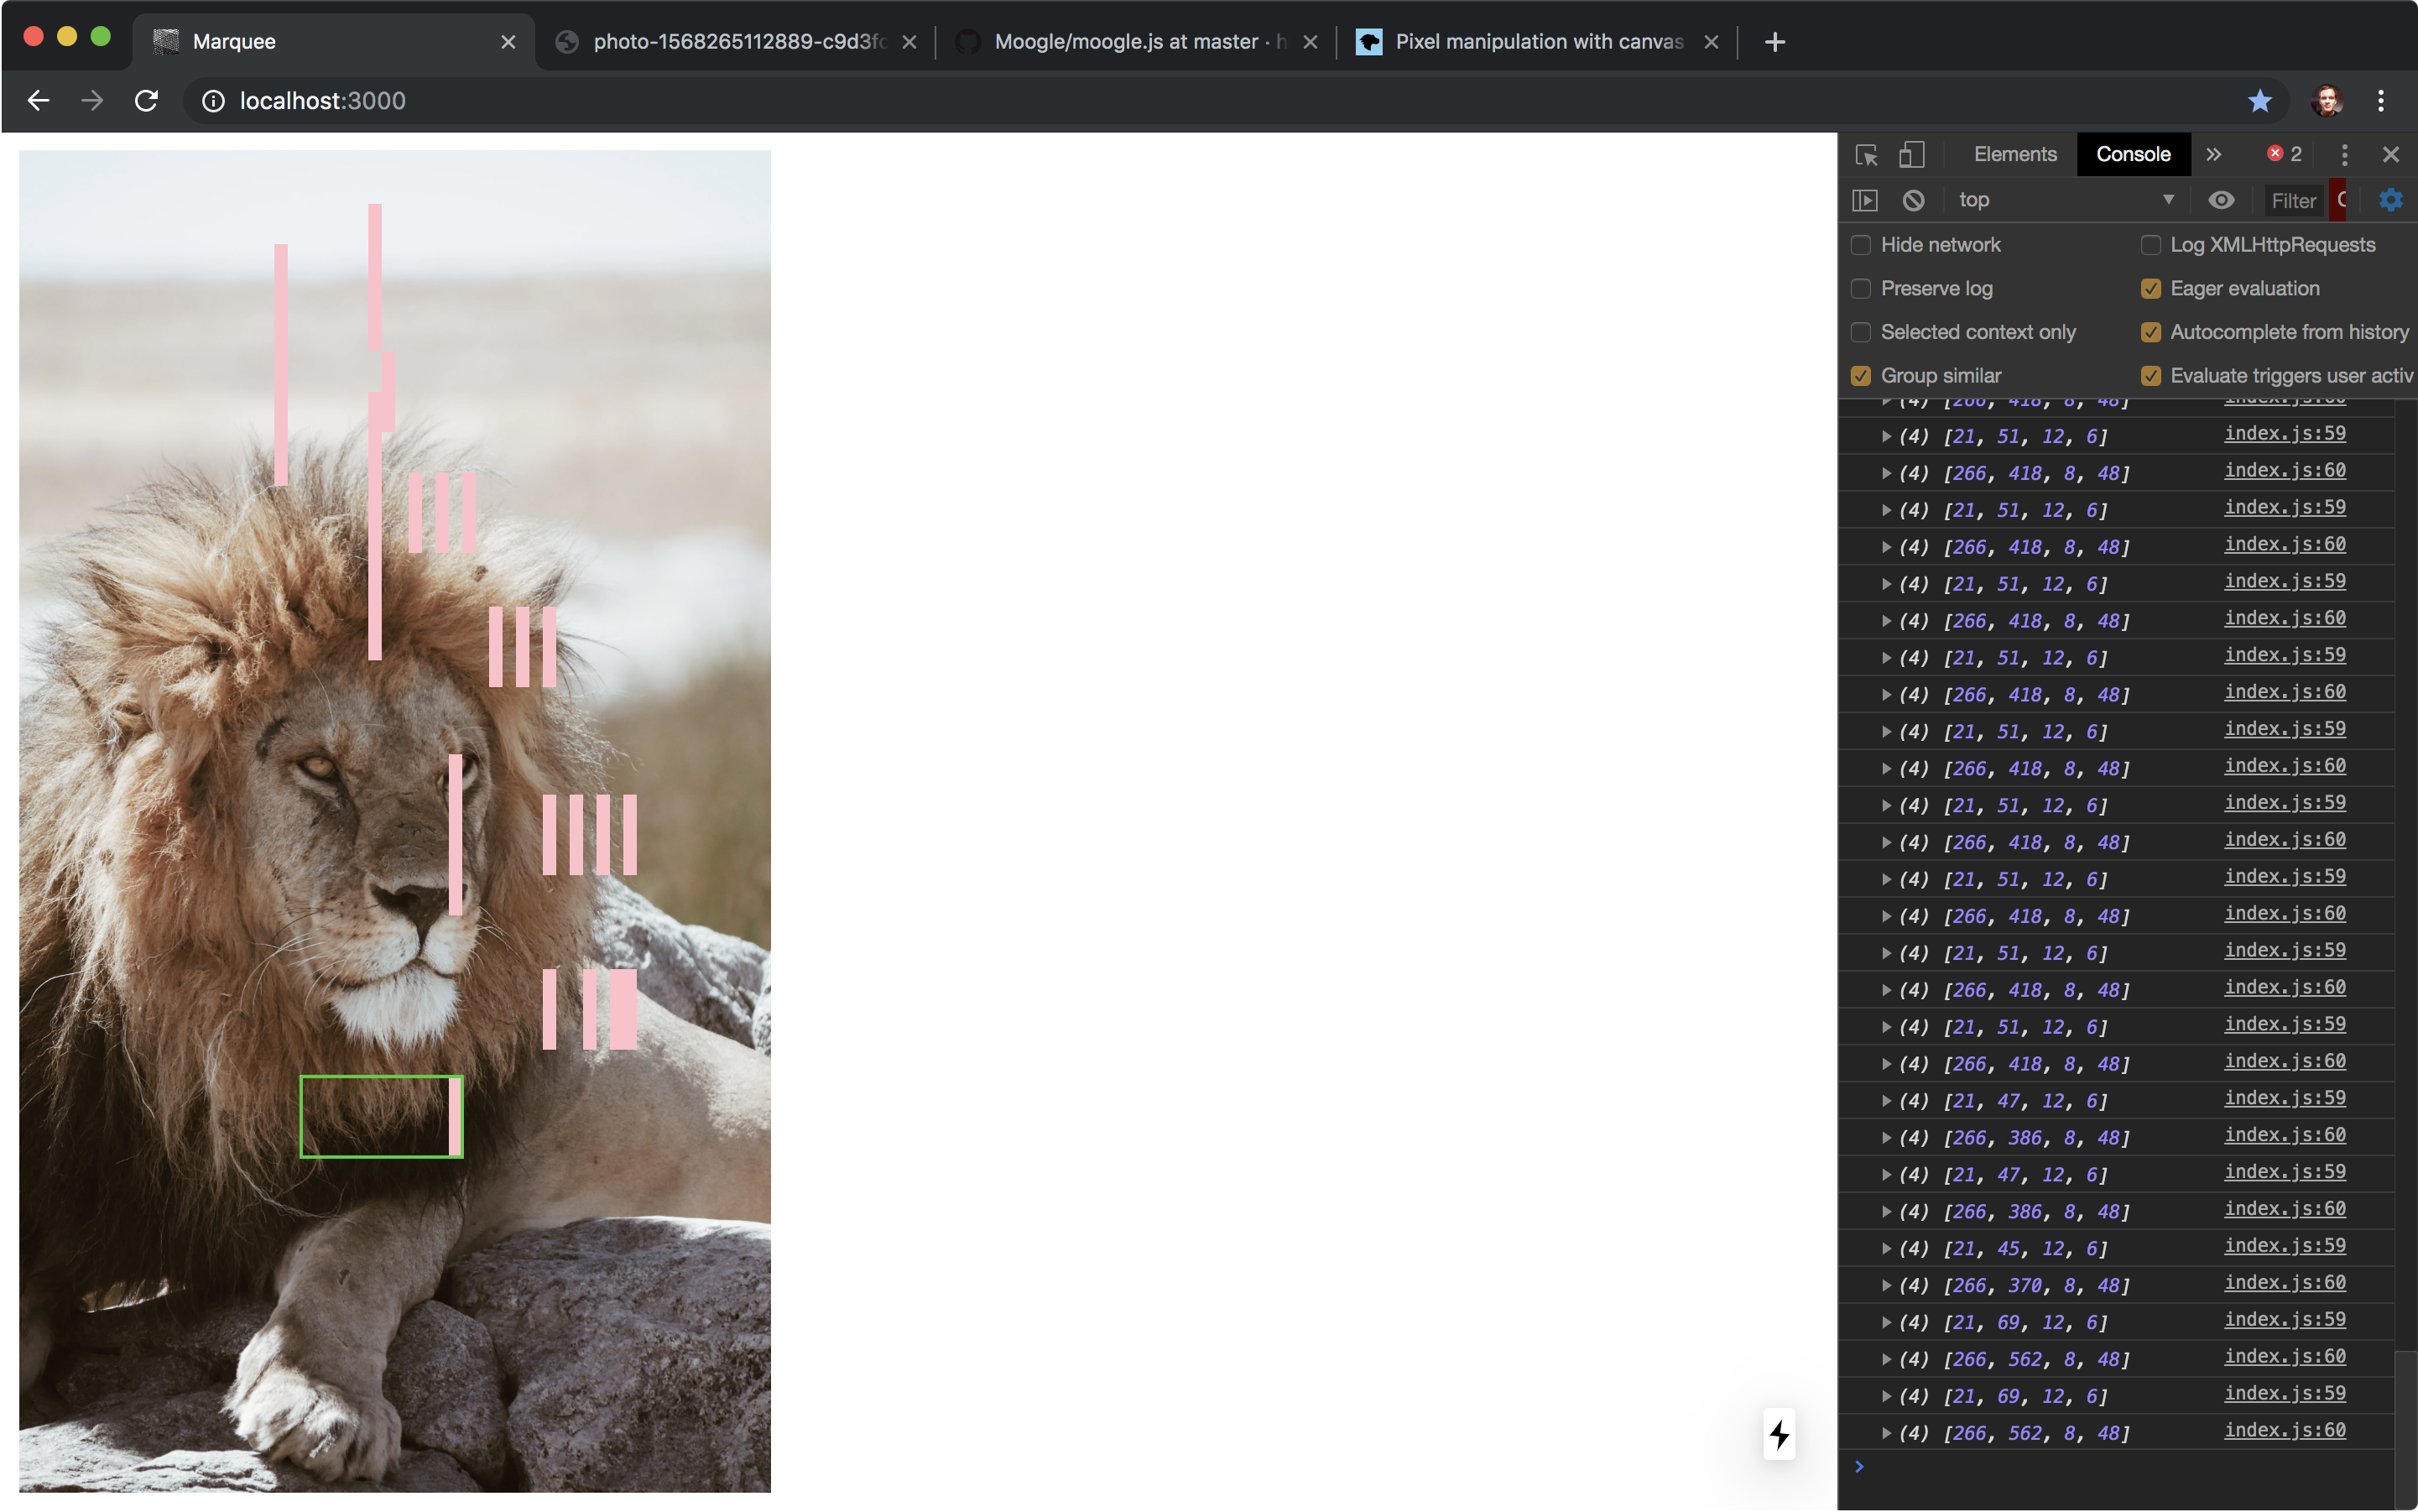 Marquee
photo-1568265112889-c9d3fc
Moogle/moogle.js at master · h
Pixel manipulation with canvas
localhost:3000
Elements
Console
2
top
Filter
Hide network
Log XMLHttpRequests
Preserve log
Eager evaluation
Selected context only
Autocomplete from history
Group similar
Evaluate triggers user activ
(4) [266, 418, 8, 48] index.js:60
(4) [21, 51, 12, 6] index.js:59
(4) [266, 418, 8, 48] index.js:60
(4) [21, 51, 12, 6] index.js:59
(4) [266, 418, 8, 48] index.js:60
(4) [21, 51, 12, 6] index.js:59
(4) [266, 418, 8, 48] index.js:60
(4) [21, 51, 12, 6] index.js:59
(4) [266, 418, 8, 48] index.js:60
(4) [21, 51, 12, 6] index.js:59
(4) [266, 418, 8, 48] index.js:60
(4) [21, 51, 12, 6] index.js:59
(4) [266, 418, 8, 48] index.js:60
(4) [21, 51, 12, 6] index.js:59
(4) [266, 418, 8, 48] index.js:60
(4) [21, 51, 12, 6] index.js:59
(4) [266, 418, 8, 48] index.js:60
(4) [21, 51, 12, 6] index.js:59
(4) [266, 418, 8, 48] index.js:60
(4) [21, 47, 12, 6] index.js:59
(4) [266, 386, 8, 48] index.js:60
(4) [21, 47, 12, 6] index.js:59
(4) [266, 386, 8, 48] index.js:60
(4) [21, 45, 12, 6] index.js:59
(4) [266, 370, 8, 48] index.js:60
(4) [21, 69, 12, 6] index.js:59
(4) [266, 562, 8, 48] index.js:60
(4) [21, 69, 12, 6] index.js:59
(4) [266, 562, 8, 48] index.js:60